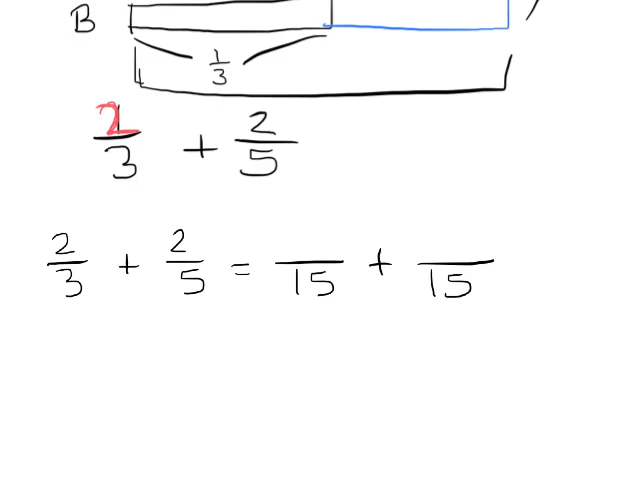 B
1/3
2/3 + 2/5
2/3 + 2/5 = /15 + /15